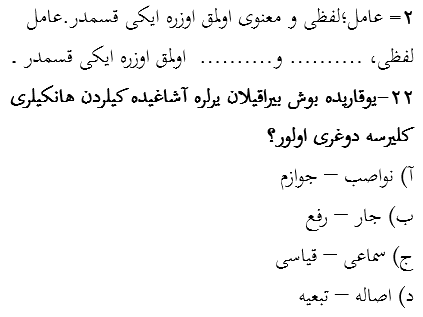 ۲= عامل؛لفظی و معنوی اولمق اوزره ایکی قسمدر.عامل
لفظی، .......... و.......... اولمق اوزره ایکی قسمدر .
۲۲-یوقاریده بوش بیراقیلان یرلره آشاغیده کیلردن هانکیلری
کلیرسه دوغری اولور؟
آ) نواصب – جوازم
ب) جار – رفع
ج) سماعی – قیاسی
د) اصاله – تبعیه